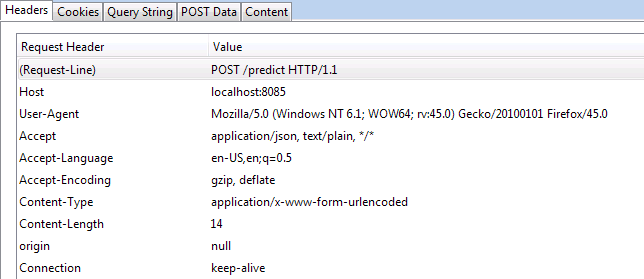 Headers Cookies Query String POST Data Content
Request Header Value
(Request-Line) POST /predict HTTP/1.1
Host localhost:8085
User-Agent Mozilla/5.0 (Windows NT 6.1; WOW64; rv:45.0) Gecko/20100101 Firefox/45.0
Accept application/json, text/plain, */*
Accept-Language en-US,en;q=0.5
Accept-Encoding gzip, deflate
Content-Type application/x-www-form-urlencoded
Content-Length 14
origin null
Connection keep-alive